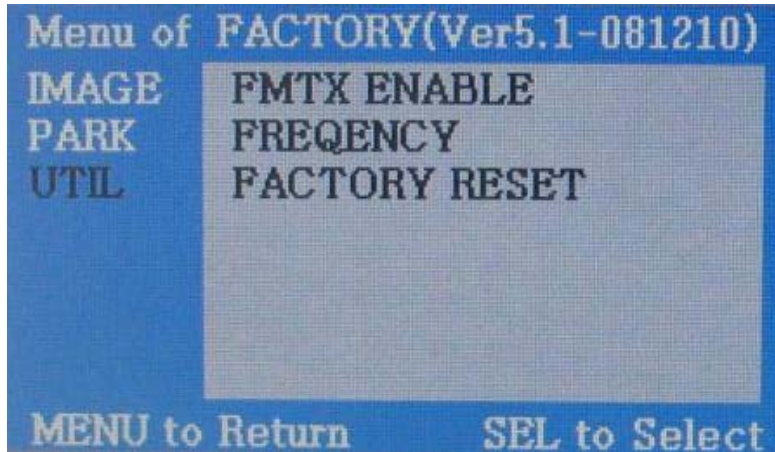 Menu of FACTORY(Ver5.1-081210)
IMAGE FMTX ENABLE
PARK FREQENCY
UTIL FACTORY RESET
MENU to Return SEL to Select